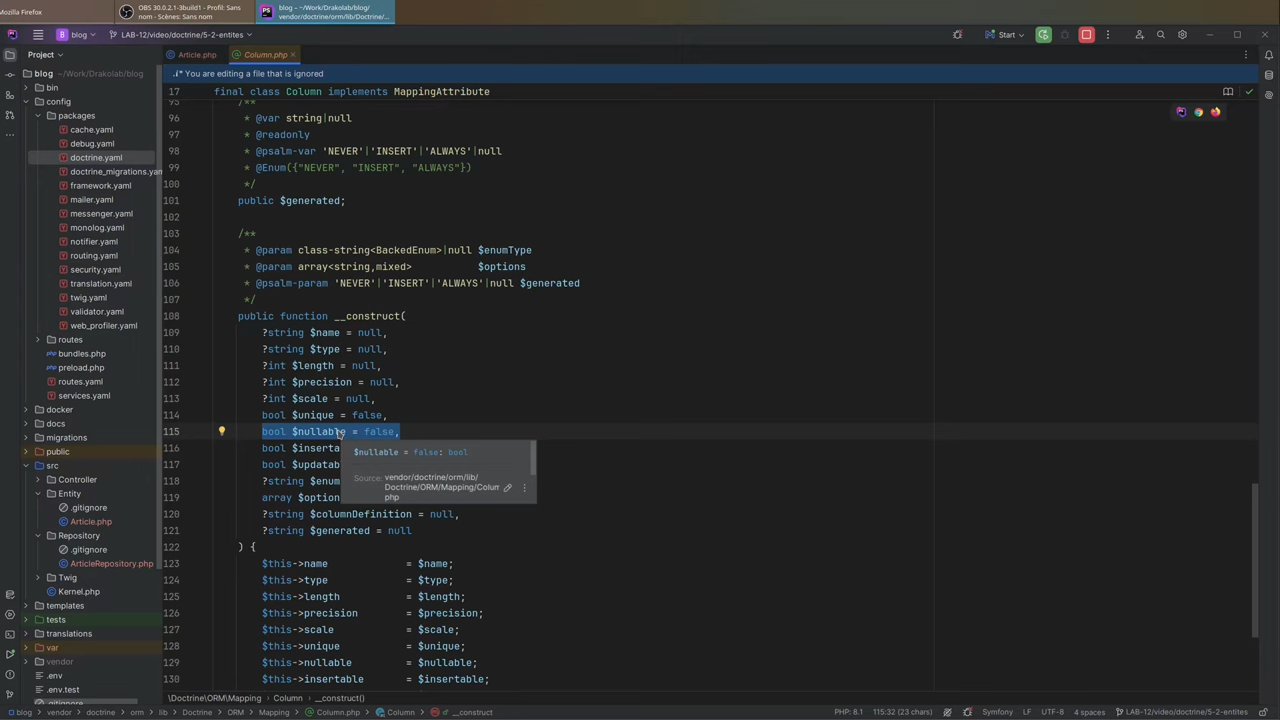 Mozilla Firefox
OBS 30.0.2.1-3build1 - Profil: Sans nom - Scènes: Sans nom
blog – ~/Work/Drakolab/blog/vendor/doctrine/orm/lib/Doctrine/...
blog
LAB-12/video/doctrine/5-2-entites
Start
Project
Article.php
Column.php
.i* You are editing a file that is ignored
blog ~/Work/Drakolab/blog
bin
config
packages
cache.yaml
debug.yaml
doctrine.yaml
doctrine_migrations.yam
framework.yaml
mailer.yaml
messenger.yaml
monolog.yaml
notifier.yaml
routing.yaml
security.yaml
translation.yaml
twig.yaml
validator.yaml
web_profiler.yaml
routes
bundles.php
preload.php
routes.yaml
services.yaml
docker
docs
migrations
public
src
Controller
Entity
.gitignore
Article.php
Repository
.gitignore
ArticleRepository.php
Twig
Kernel.php
templates
tests
translations
var
vendor
.env
.env.test
.gitignore
17 final class Column implements MappingAttribute
95 /**
96 * @var string|null
97 * @readonly
98 * @psalm-var 'NEVER'|'INSERT'|'ALWAYS'|null
99 * @Enum({"NEVER", "INSERT", "ALWAYS"})
100 */
101 public $generated;
102
103 /**
104 * @param class-string<BackedEnum>|null $enumType
105 * @param array<string,mixed> $options
106 * @psalm-param 'NEVER'|'INSERT'|'ALWAYS'|null $generated
107 */
108 public function __construct(
109 ?string $name = null,
110 ?string $type = null,
111 ?int $length = null,
112 ?int $precision = null,
113 ?int $scale = null,
114 bool $unique = false,
115 bool $nullable = false,
116 bool $inserta
117 bool $updatab
118 ?string $enum
119 array $option
120 ?string $columnDefinition = null,
121 ?string $generated = null
122 ) {
123 $this->name = $name;
124 $this->type = $type;
125 $this->length = $length;
126 $this->precision = $precision;
127 $this->scale = $scale;
128 $this->unique = $unique;
129 $this->nullable = $nullable;
130 $this->insertable = $insertable;
$nullable = false: bool
Source: vendor/doctrine/orm/lib/
Doctrine/ORM/Mapping/Colum
php
\Doctrine\ORM\Mapping › Column › __construct()
blog › vendor › doctrine › orm › lib › Doctrine › ORM › Mapping › Column.php › Column › __construct
PHP: 8.1 115:32 (23 chars) Symfony LF UTF-8 4 spaces LAB-12/video/doctrine/5-2-entites